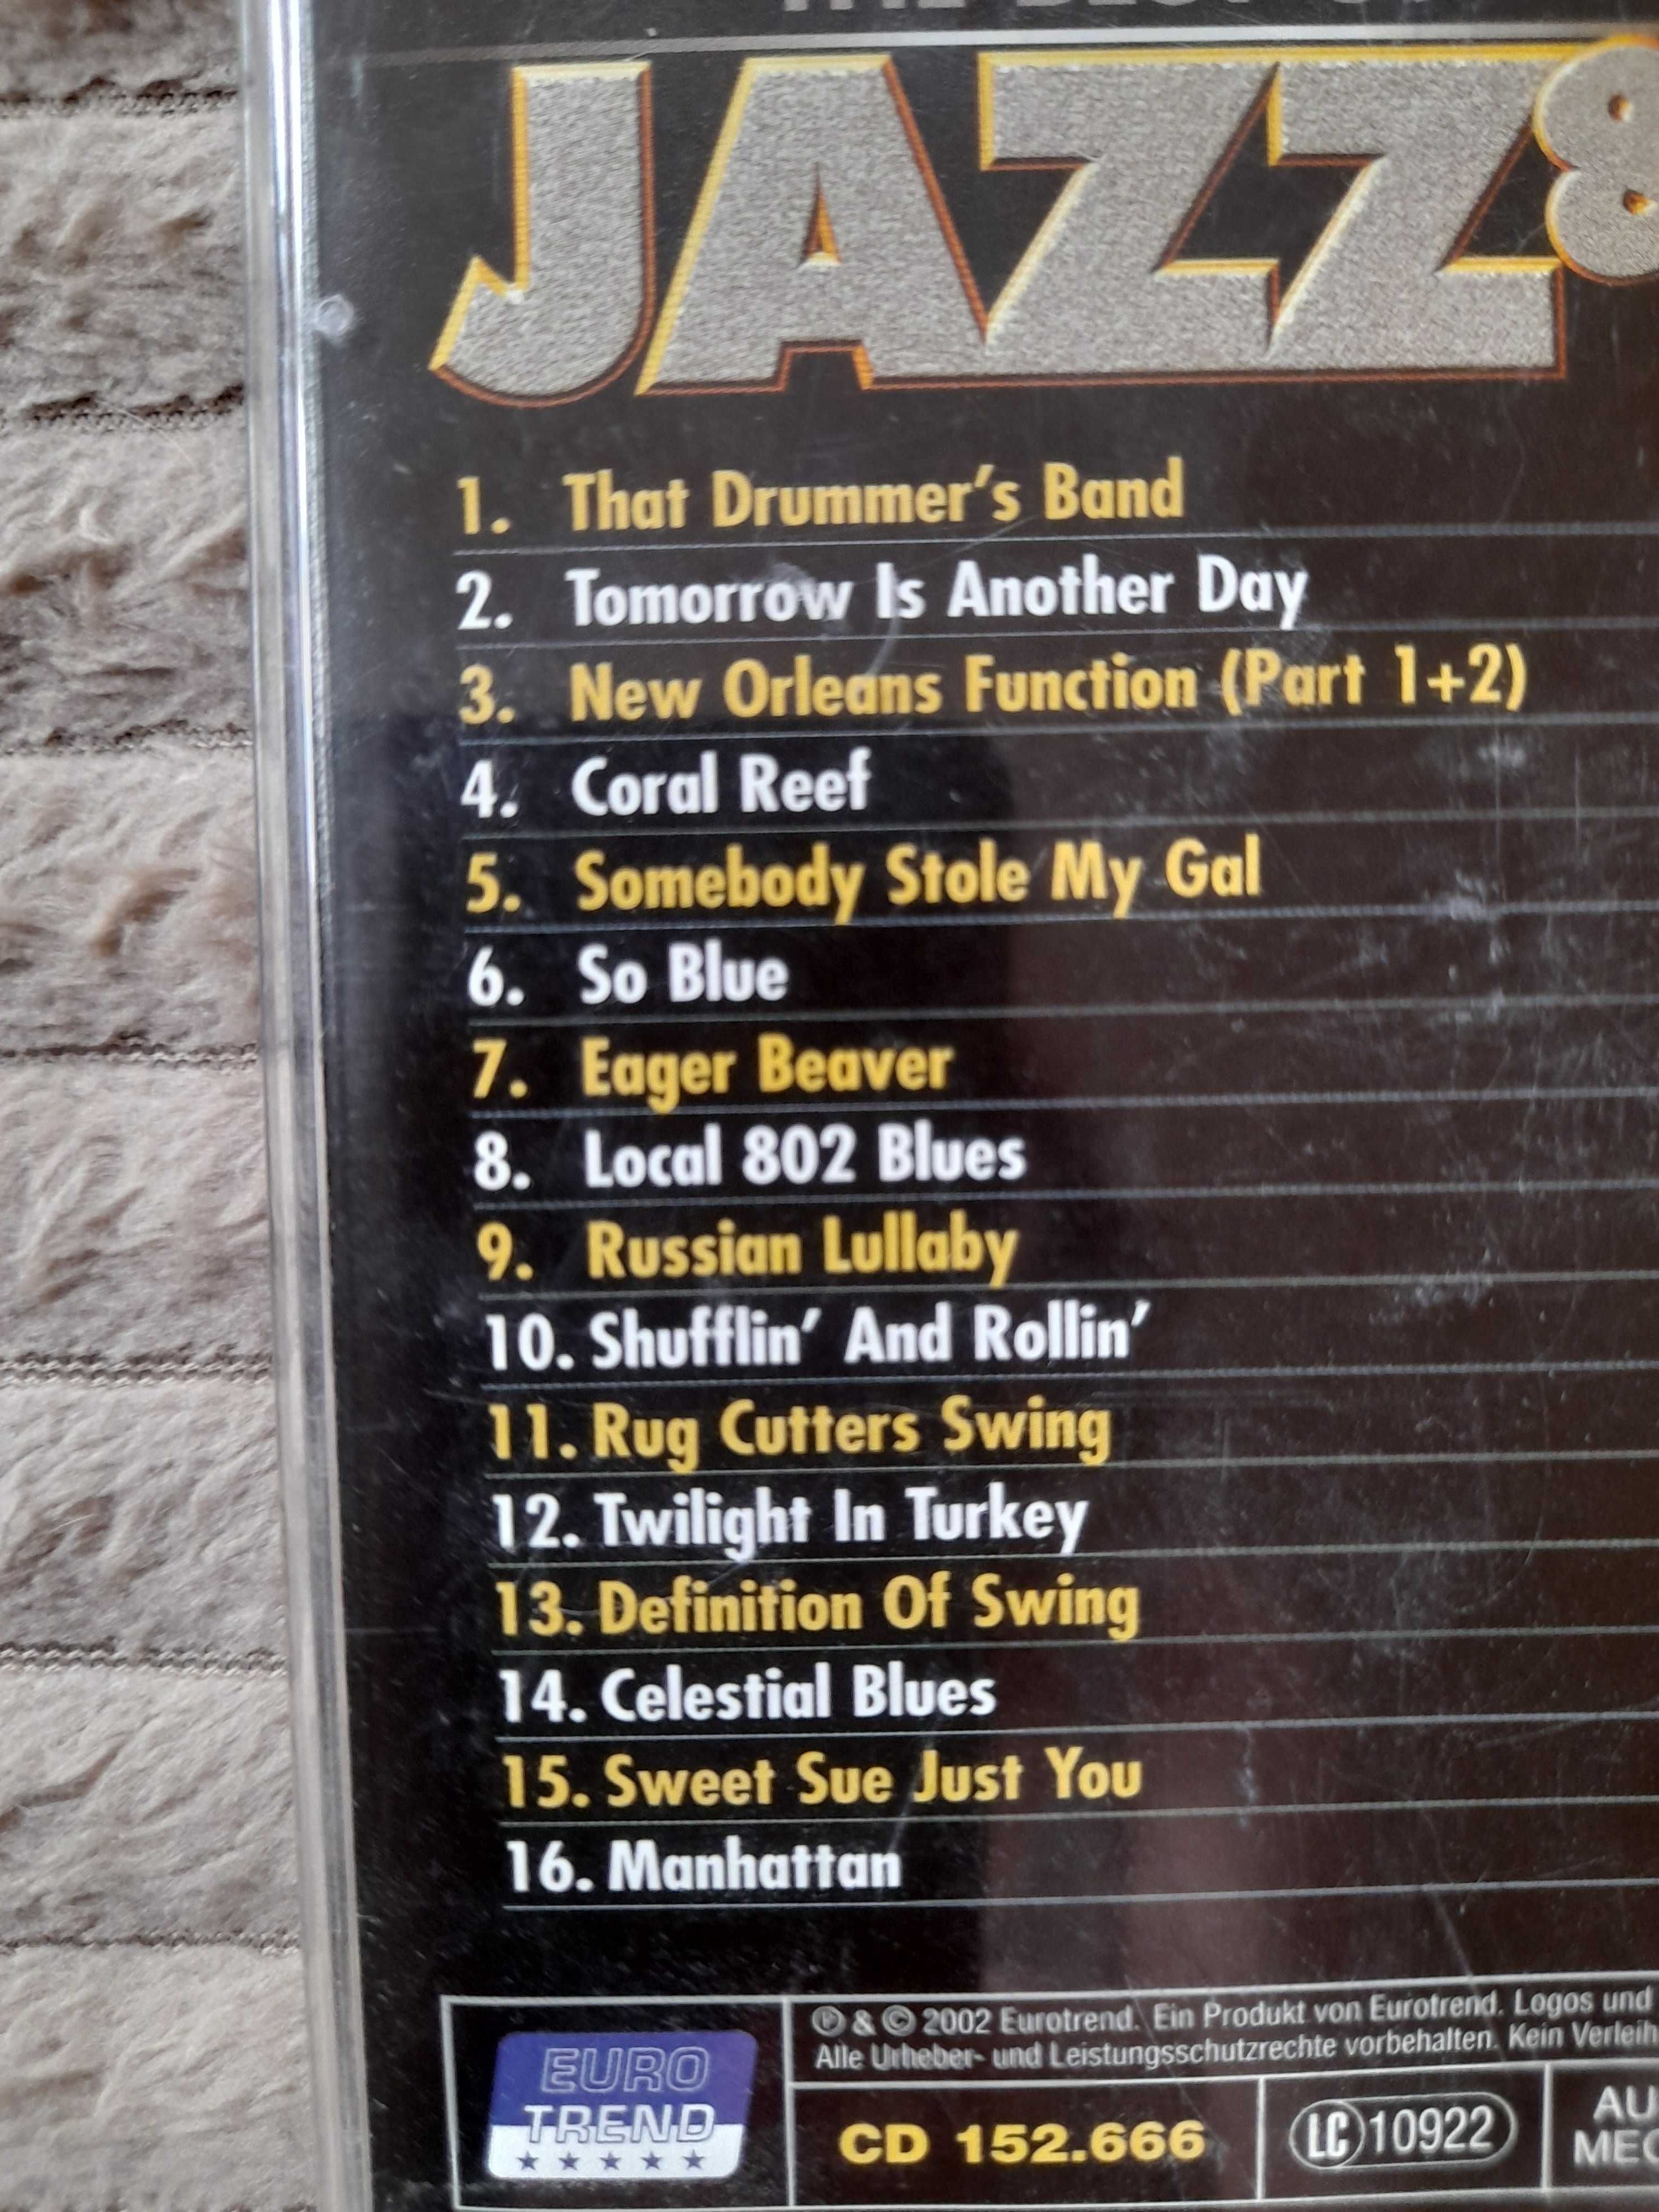 THE BEST OF
JAZZ &
1. That Drummer's Band
2. Tomorrow Is Another Day
3. New Orleans Function (Part 1+2)
4. Coral Reef
5. Somebody Stole My Gal
6. So Blue
7. Eager Beaver
8. Local 802 Blues
9. Russian Lullaby
10. Shufflin' And Rollin'
11. Rug Cutters Swing
12. Twilight In Turkey
13. Definition Of Swing
14. Celestial Blues
15. Sweet Sue Just You
16. Manhattan
EURO
TREND
℗ & © 2002 Eurotrend. Ein Produkt von Eurotrend. Logos und
Alle Urheber- und Leistungsschutzrechte vorbehalten. Kein Verleih
CD 152.666
LC 10922